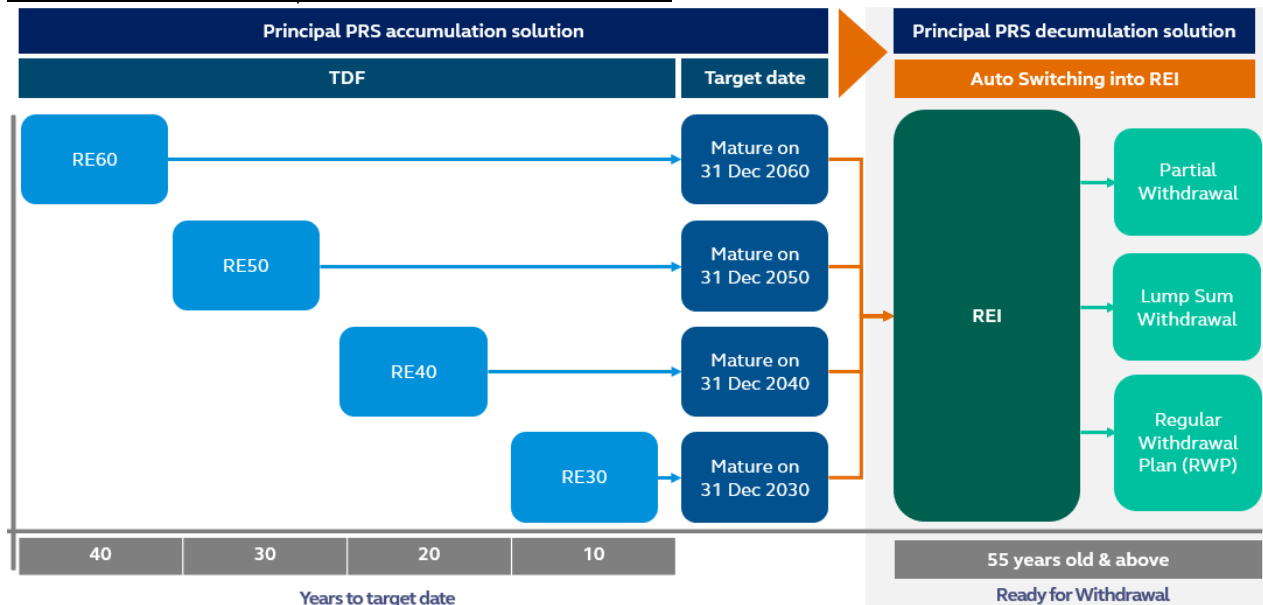 Principal PRS accumulation solution
Principal PRS decumulation solution
TDF
Target date
Auto Switching into REI
RE60
Mature on
31 Dec 2060
RE50
Mature on
31 Dec 2050
RE40
Mature on
31 Dec 2040
RE30
Mature on
31 Dec 2030
REI
Partial
Withdrawal
Lump Sum
Withdrawal
Regular
Withdrawal
Plan (RWP)
40
30
20
10
55 years old & above
Years to target date
Ready for Withdrawal